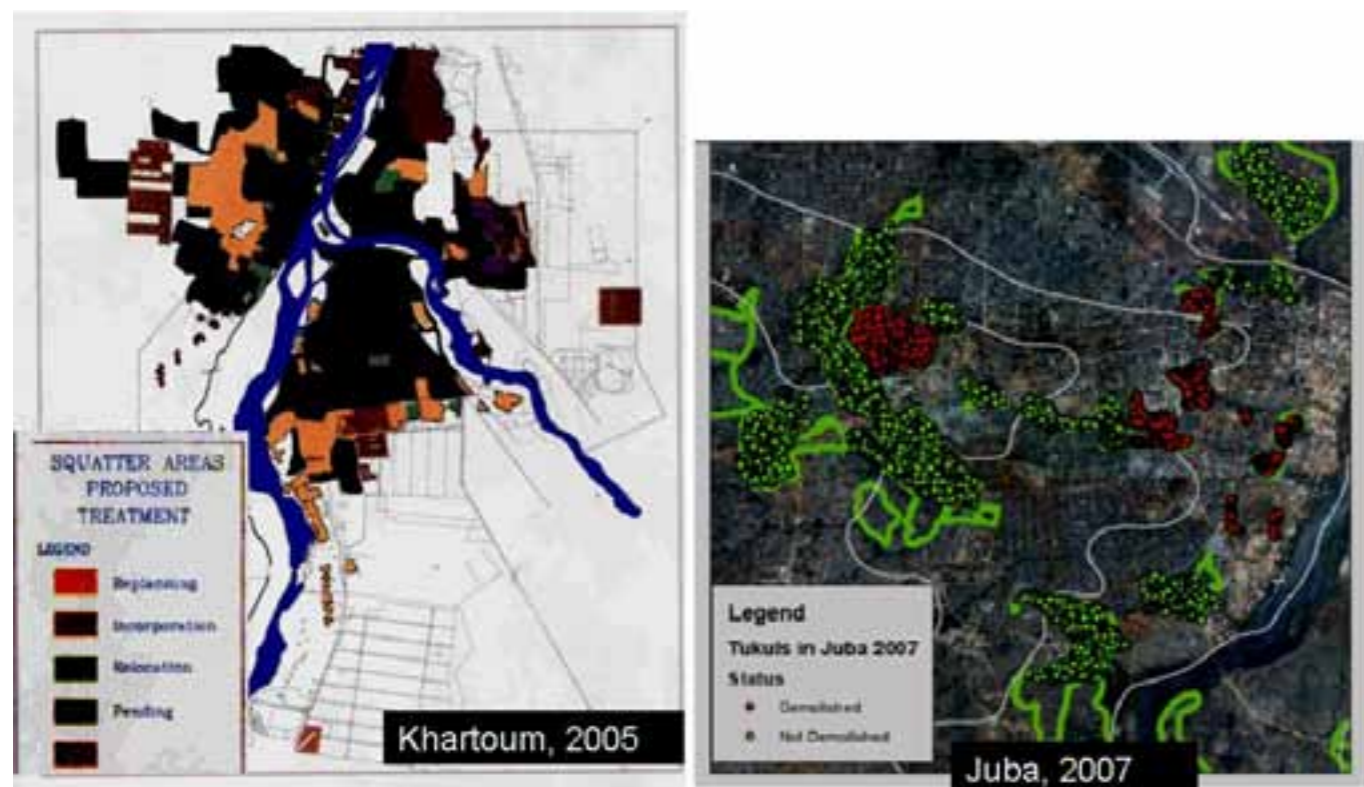 SQUATTER AREAS
PROPOSED
TREATMENT
LEGEND
Replanning
Incorporation
Relocation
Pending
Khartoum, 2005
Legend
Tukuls in Juba 2007
Status
Demolished
Not Demolished
Juba, 2007